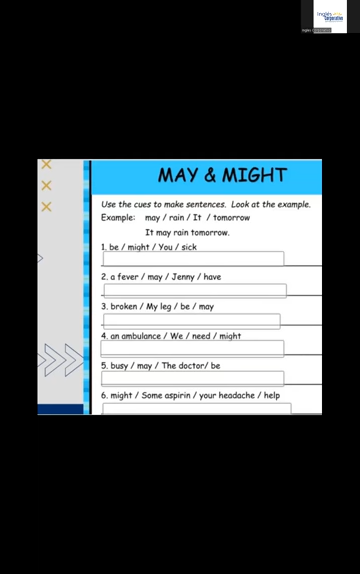 Inglés
Corporativo
MAY & MIGHT
Use the cues to make sentences. Look at the example.
Example: may / rain / It / tomorrow
It may rain tomorrow.
1. be / might / You / sick
2. a fever / may / Jenny / have
3. broken / My leg / be / may
4. an ambulance / We / need / might
5. busy / may / The doctor/ be
6. might / Some aspirin / your headache / help